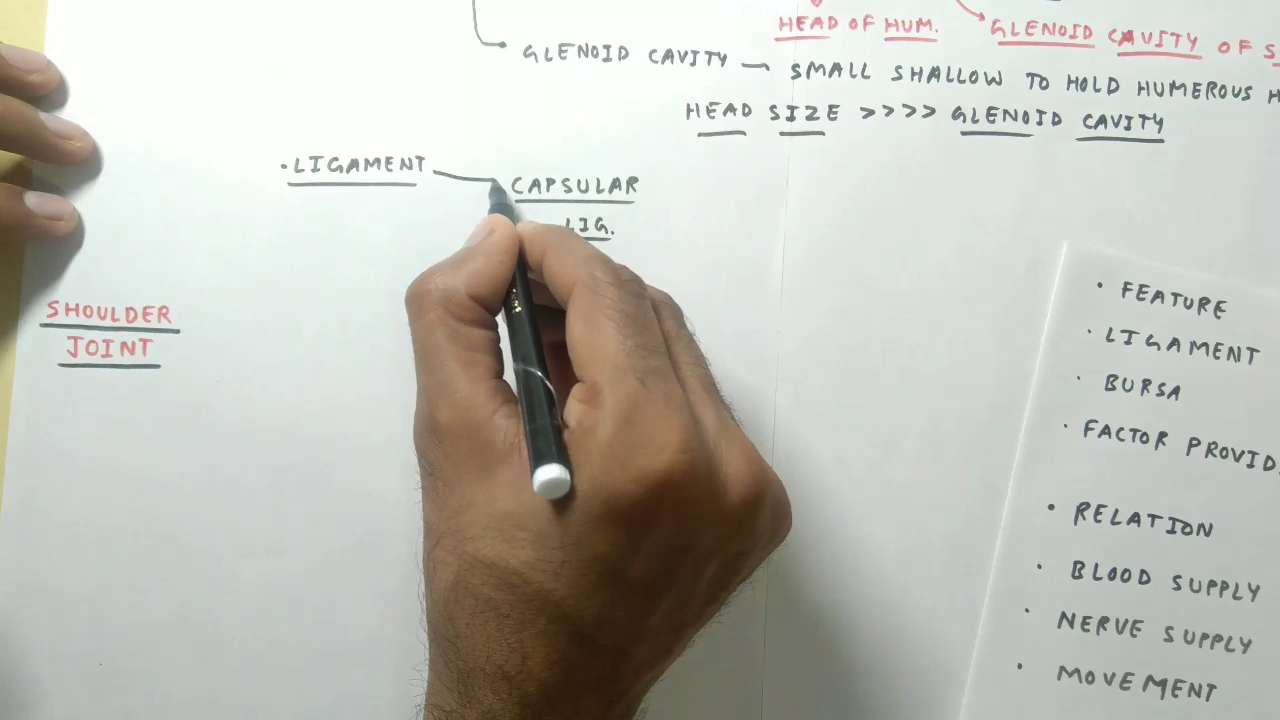 HEAD OF HUM.
GLENOID CAVITY OF
GLENOID CAVITY — SMALL SHALLOW TO HOLD HUMEROUS
HEAD SIZE >>>> GLENOID CAVITY
• LIGAMENT
CAPSULAR
LIG.
SHOULDER
JOINT
• FEATURE
• LIGAMENT
• BURSA
• FACTOR
• RELATION
• BLOOD SUPPLY
• NERVE SUPPLY
• MOVEMENT